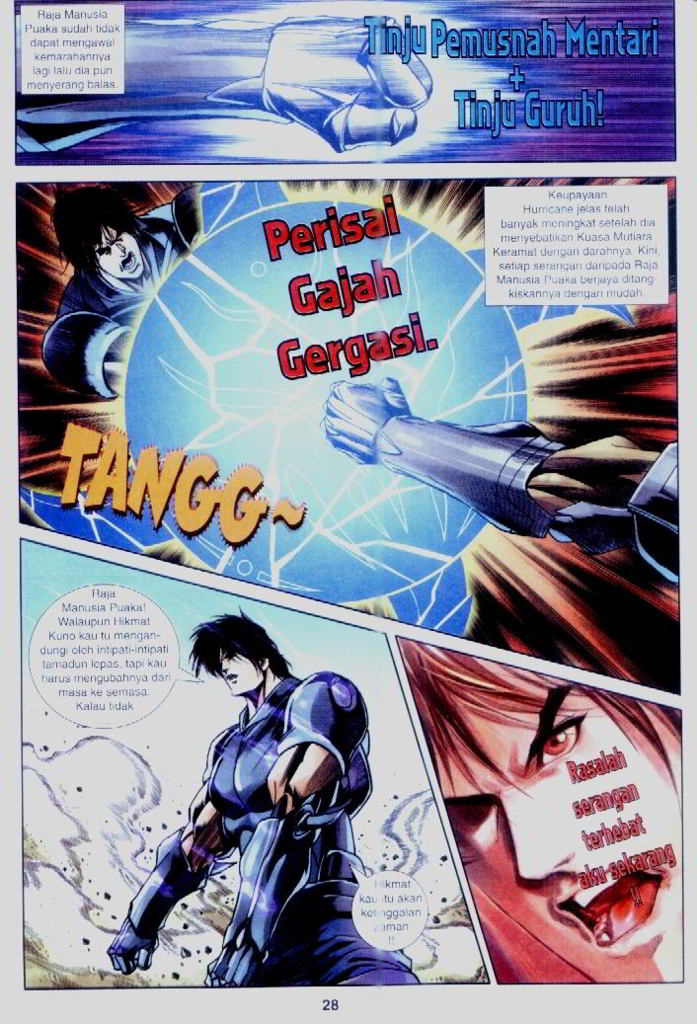 Raja Manusia
Puaka sudah tidak
dapat mengawal
kemarahannya
lagi lalu dia pun
menyerang balas.
Tinju Pemusnah Mentari
+
Tinju Guruh!
Perisai
Gajah
Gergasi.
Keupayaan
Hurricane jelas telah
banyak meningkat setelah dia
menyebatikan Kuasa Mutiara
Keramat dengan darahnya. Kini,
setiap serangan daripada Raja
Manusia Puaka berjaya ditang-
kiskannya dengan mudah.
TANGG~
Raja
Manusia Puaka!
Walaupun Hikmat
Kuno kau tu mengan-
dungi oleh intipati-intipati
tamadun lepas, tapi kau
harus mengubahnya dari
masa ke semasa.
Kalau tidak
Hikmat
kau itu akan
ketinggalan
zaman
!!
Rasalah
serangan
terhebat
aku sekarang
!!
28